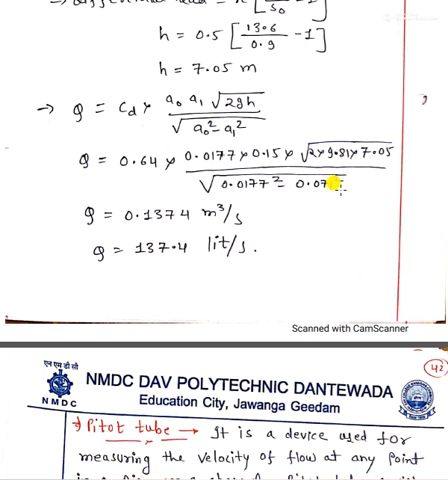 h = 0.5 [ 13.6 / 0.9 - 1 ]
h = 7.05 m
→ Q = Cd × a₀ a₁ √2gh / √a₀² - a₁²
Q = 0.64 × 0.0177 × 0.15 × √2 × 9.81 × 7.05 / √0.0177² - 0.07
Q = 0.1374 m³/s
Q = 137.4 lit/s.
Scanned with CamScanner
42
एन एम डी सी
NMDC
NMDC DAV POLYTECHNIC DANTEWADA
Education City, Jawanga Geedam
→ Pitot tube → It is a device used for
measuring the velocity of flow at any point